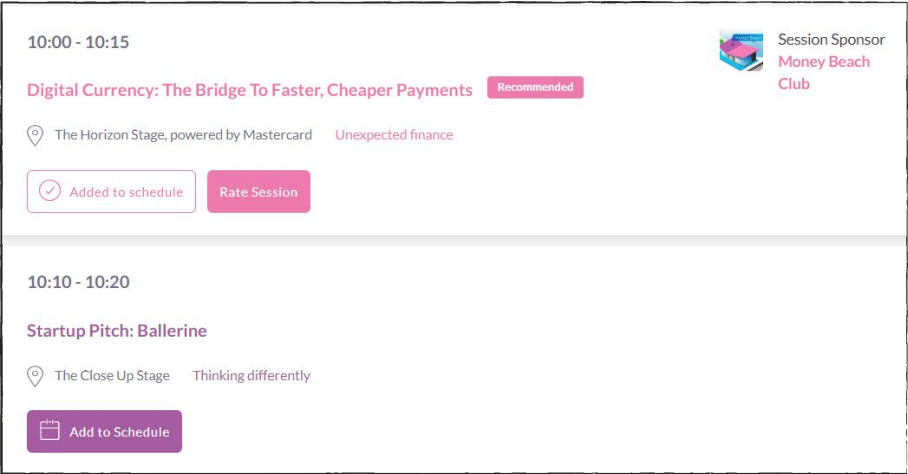 10:00 - 10:15
Session Sponsor
Money Beach
Club
Digital Currency: The Bridge To Faster, Cheaper Payments
Recommended
The Horizon Stage, powered by Mastercard
Unexpected finance
Added to schedule
Rate Session
10:10 - 10:20
Startup Pitch: Ballerine
The Close Up Stage
Thinking differently
Add to Schedule